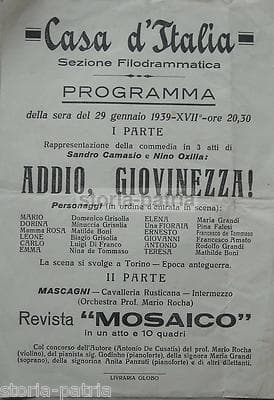 Casa d'Italia
Sezione Filodrammatica
PROGRAMMA
della sera del 29 gennaio 1939-XVIIº-ore 20,30
I PARTE
Rappresentazione della commedia in 3 atti di
Sandro Camasio e Nino Oxilia:
ADDIO, GIOVINEZZA!
Personaggi (in ordine d'entrata in scena):
MARIO Domenico Grisolia ELENA Maria Grandi
DORINA Minuccia Grisolia Una FIORAIA Pina Falesi
Mamma ROSA Matilde Boni ERNESTO Francesco de Tommaso
LEONE Biagio Grisolia GIOVANNI Francesco Amato
CARLO Luigi Di Franco ANTONIO Rodolfo Grandi
EMMA Nina de Tommaso TERESA Mathilde Boni
La scena si svolge a Torino - Epoca anteguerra.
II PARTE
MASCAGNI - Cavalleria Rusticana - Intermezzo
(Orchestra Prof. Mario Rocha)
Revista "MOSAICO"
in un atto e 10 quadri
Col concorso dell'Autore (Antonio De Cusatis) del prof. Mario Rocha
(violino), del pianista sig. Godinho (pianoforte), della signora Maria Grandi
(soprano), della signorina Anita Panzuti (pianoforte) e di altri dilettanti.
LIVRARIA GLOBO
storia-patria
storia-patria